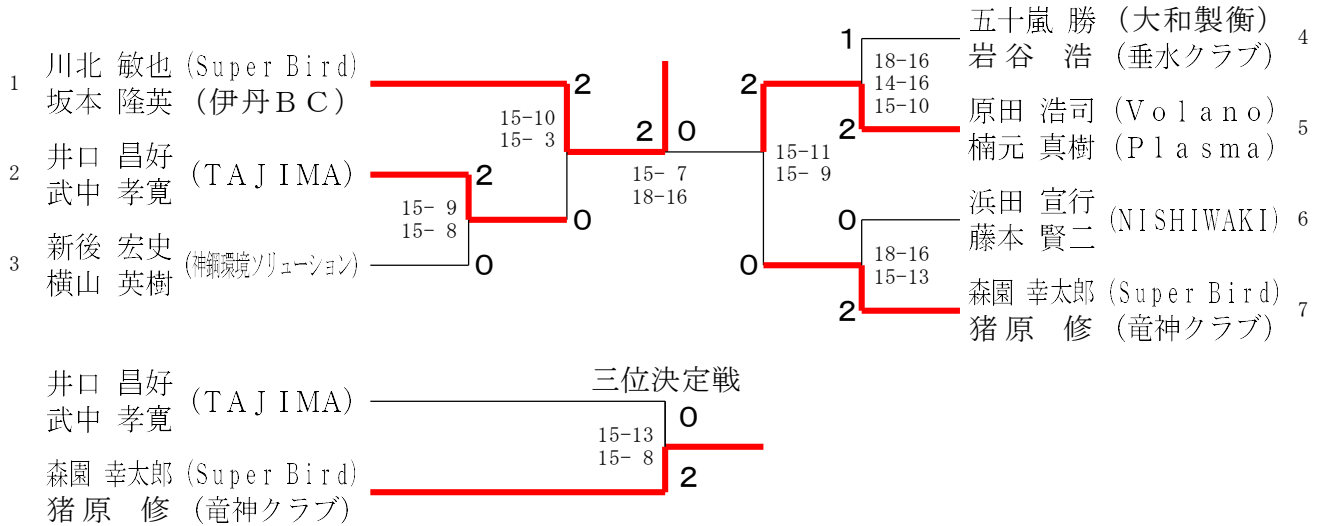 1
川北 敏也 (Super Bird)
坂本 隆英 (伊丹BC)
2
井口 昌好
武中 孝寛
(TAJIMA)
3
新後 宏史
横山 英樹
(神鋼環境ソリューション)
2
15-10
15- 3
0
2
15- 9
15- 8
0
2 0
15- 7
18-16
五十嵐 勝 (大和製衡)
岩谷 浩 (垂水クラブ)
4
原田 浩司 (Volano)
楠元 真樹 (Plasma)
5
浜田 宣行
藤本 賢二
(NISHIWAKI)
6
森園 幸太郎 (Super Bird)
猪原 修 (竜神クラブ)
7
1
18-16
14-16
15-10
2
2
15-11
15- 9
0
0
18-16
15-13
2
三位決定戦
井口 昌好
武中 孝寛
(TAJIMA)
森園 幸太郎 (Super Bird)
猪原 修 (竜神クラブ)
0
15-13
15- 8
2